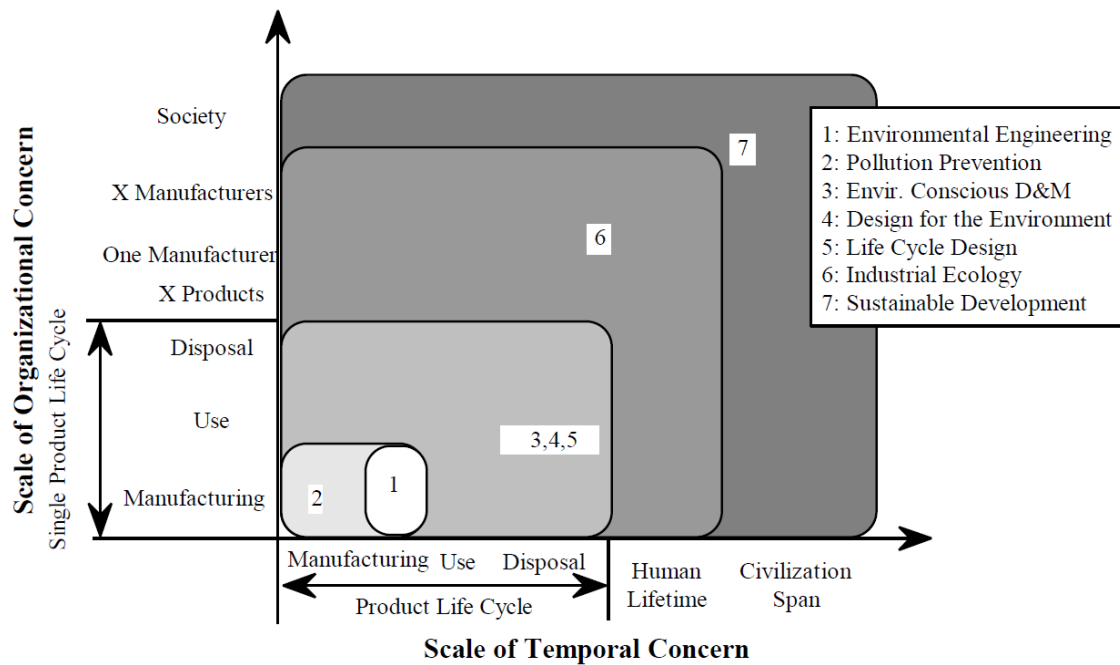 Society
X Manufacturers
One Manufacturer
X Products
Disposal
Use
Manufacturing
Scale of Organizational Concern
Single Product Life Cycle
7
6
3,4,5
2
1
1: Environmental Engineering
2: Pollution Prevention
3: Envir. Conscious D&M
4: Design for the Environment
5: Life Cycle Design
6: Industrial Ecology
7: Sustainable Development
Manufacturing Use Disposal
Human
Lifetime
Civilization
Span
Product Life Cycle
Scale of Temporal Concern